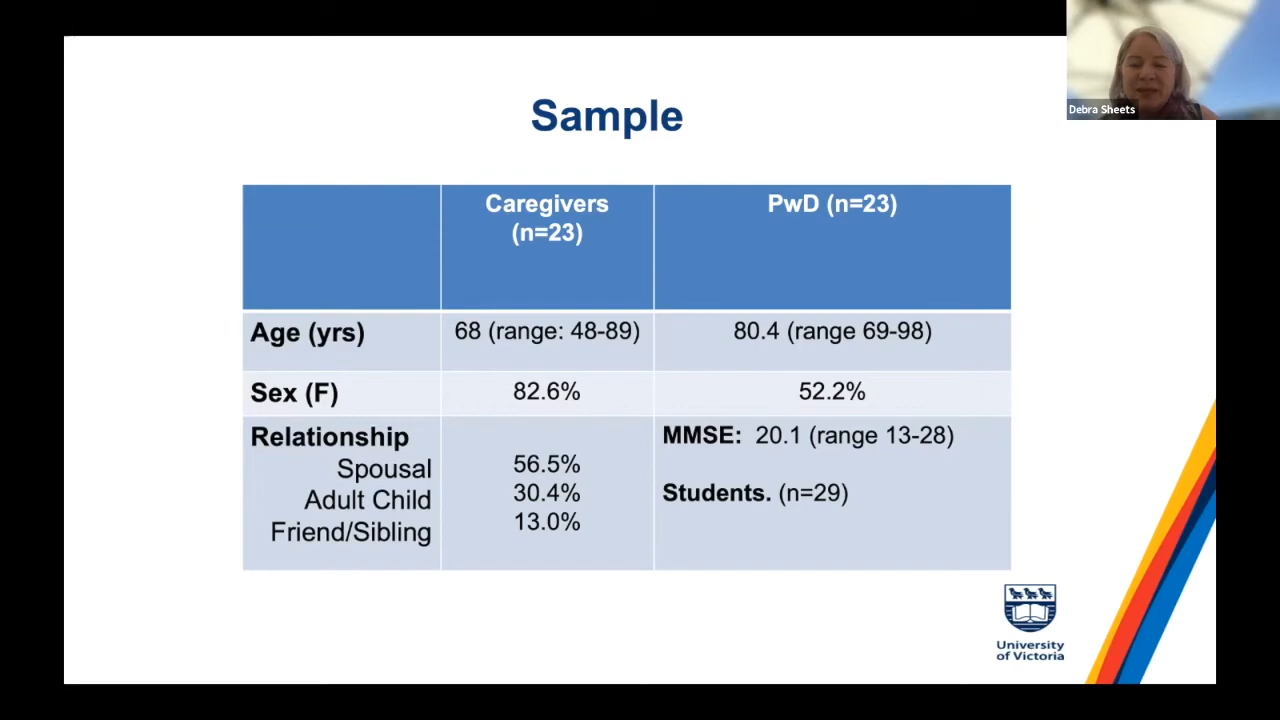 Debra Sheets
Sample
Caregivers
(n=23)
PwD (n=23)
Age (yrs)
68 (range: 48-89)
80.4 (range 69-98)
Sex (F)
82.6%
52.2%
Relationship
Spousal
Adult Child
Friend/Sibling
56.5%
30.4%
13.0%
MMSE:  20.1 (range 13-28)
Students. (n=29)
University
of Victoria